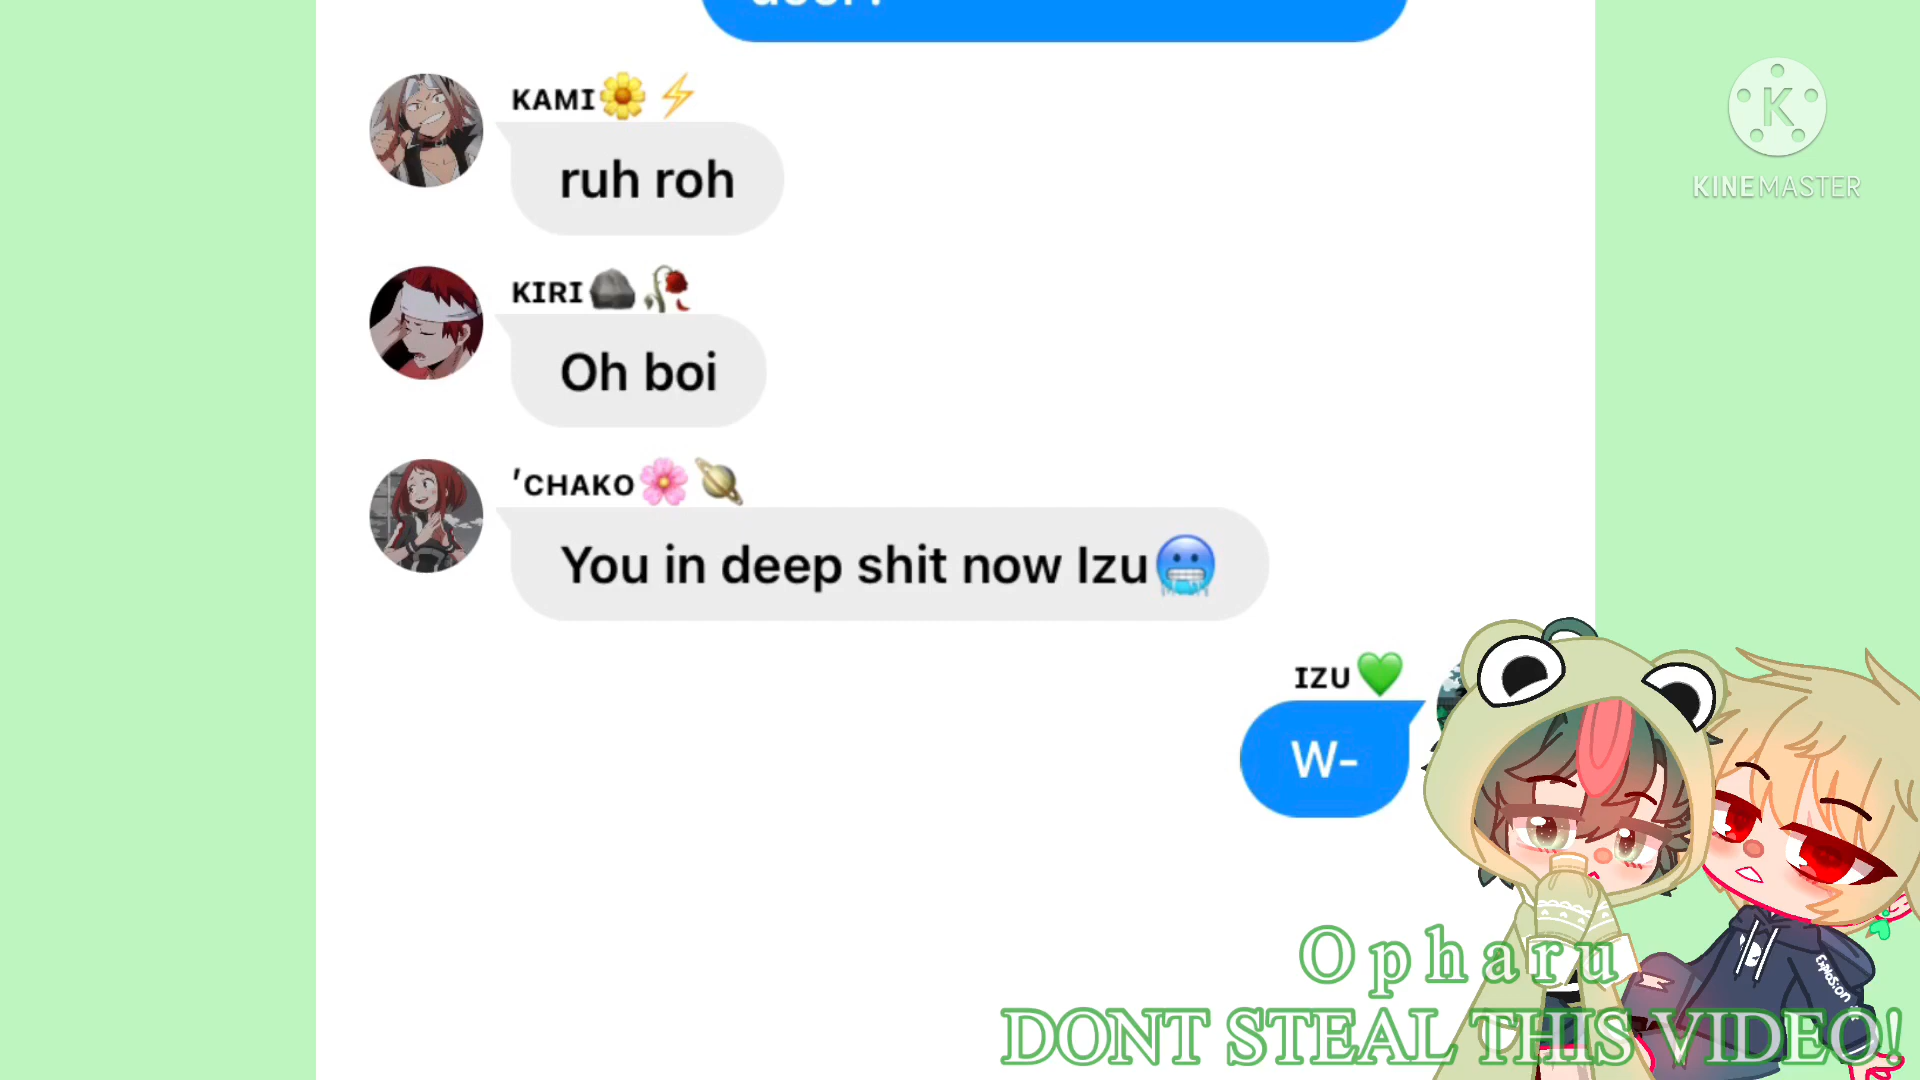 KAMI🌼⚡
ruh roh
KIRI🪨🥀
Oh boi
'CHAKO🌸🪐
You in deep shit now Izu🥶
IZU💚
W-
KINEMASTER
Explosion
Opharu
DONT STEAL THIS VIDEO!